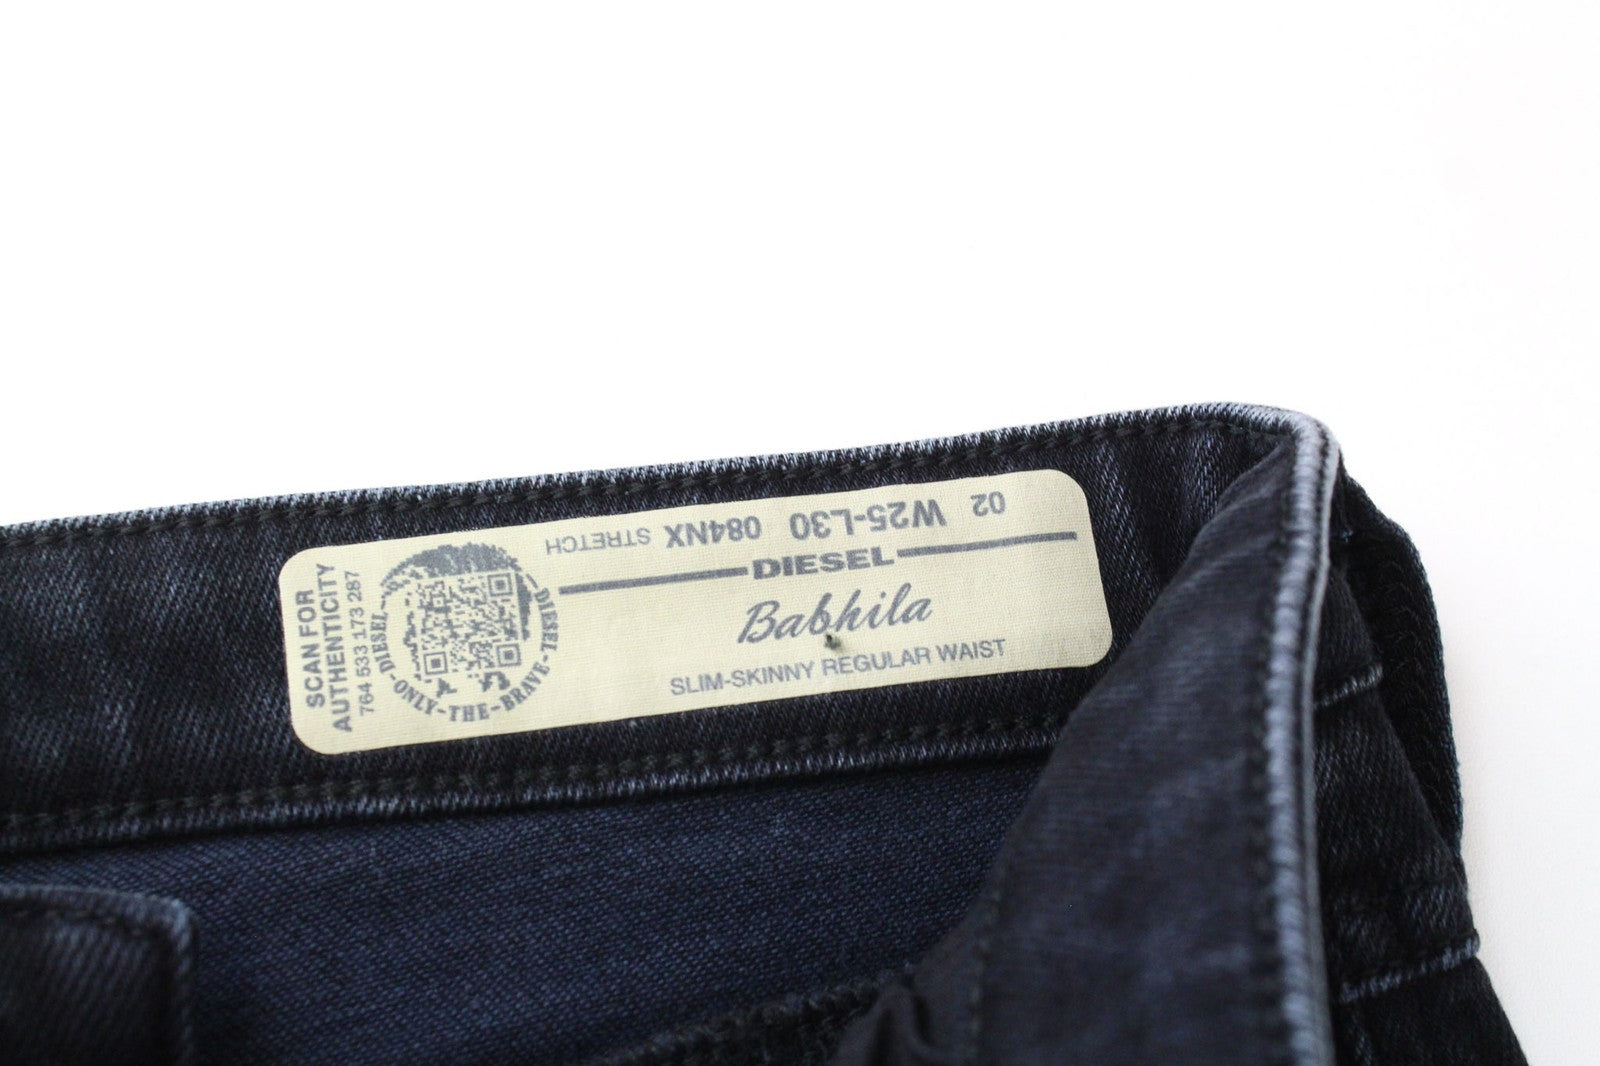 SCAN FOR
AUTHENTICITY
764 533 173 287
DIESEL-ONLY-THE-BRAVE-DIESEL
02 W25-L30 084NX STRETCH
DIESEL
Babhila
SLIM-SKINNY REGULAR WAIST